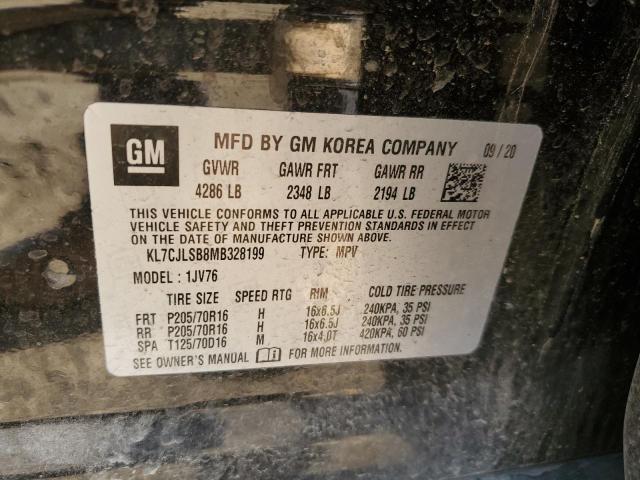 GM MFD BY GM KOREA COMPANY 09/20
GVWR GAWR FRT GAWR RR
4286 LB 2348 LB 2194 LB
THIS VEHICLE CONFORMS TO ALL APPLICABLE U.S. FEDERAL MOTOR
VEHICLE SAFETY AND THEFT PREVENTION STANDARDS IN EFFECT
ON THE DATE OF MANUFACTURE SHOWN ABOVE.
KL7CJLSB8MB328199 TYPE: MPV
MODEL: 1JV76
TIRE SIZE SPEED RTG RIM COLD TIRE PRESSURE
FRT P205/70R16 H 16x6.5J 240KPA, 35 PSI
RR P205/70R16 H 16x6.5J 240KPA, 35 PSI
SPA T125/70D16 M 16x4.0T 420KPA, 60 PSI
SEE OWNER'S MANUAL FOR MORE INFORMATION.